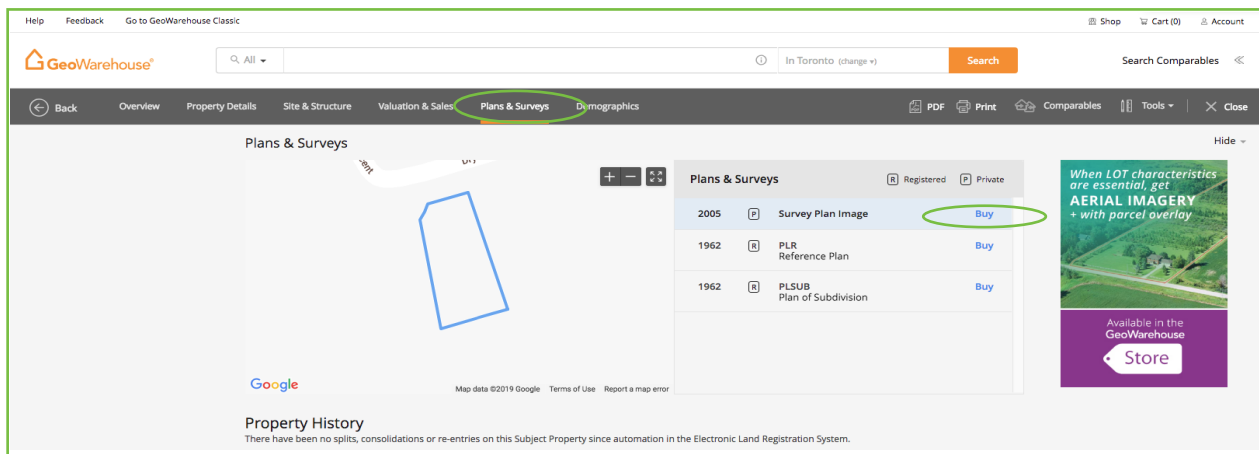 Help Feedback Go to GeoWarehouse Classic Shop Cart (0) Account
GeoWarehouse® All In Toronto (change ▾) Search Search Comparables
Back Overview Property Details Site & Structure Valuation & Sales Plans & Surveys Demographics PDF Print Comparables Tools Close
Plans & Surveys Hide
Plans & Surveys R Registered P Private
2005 P Survey Plan Image Buy
1962 R PLR Buy
Reference Plan
1962 R PLSUB Buy
Plan of Subdivision
Google Map data ©2019 Google Terms of Use Report a map error
When LOT characteristics
are essential, get
AERIAL IMAGERY
+ with parcel overlay
Available in the
GeoWarehouse
Store
Property History
There have been no splits, consolidations or re-entries on this Subject Property since automation in the Electronic Land Registration System.